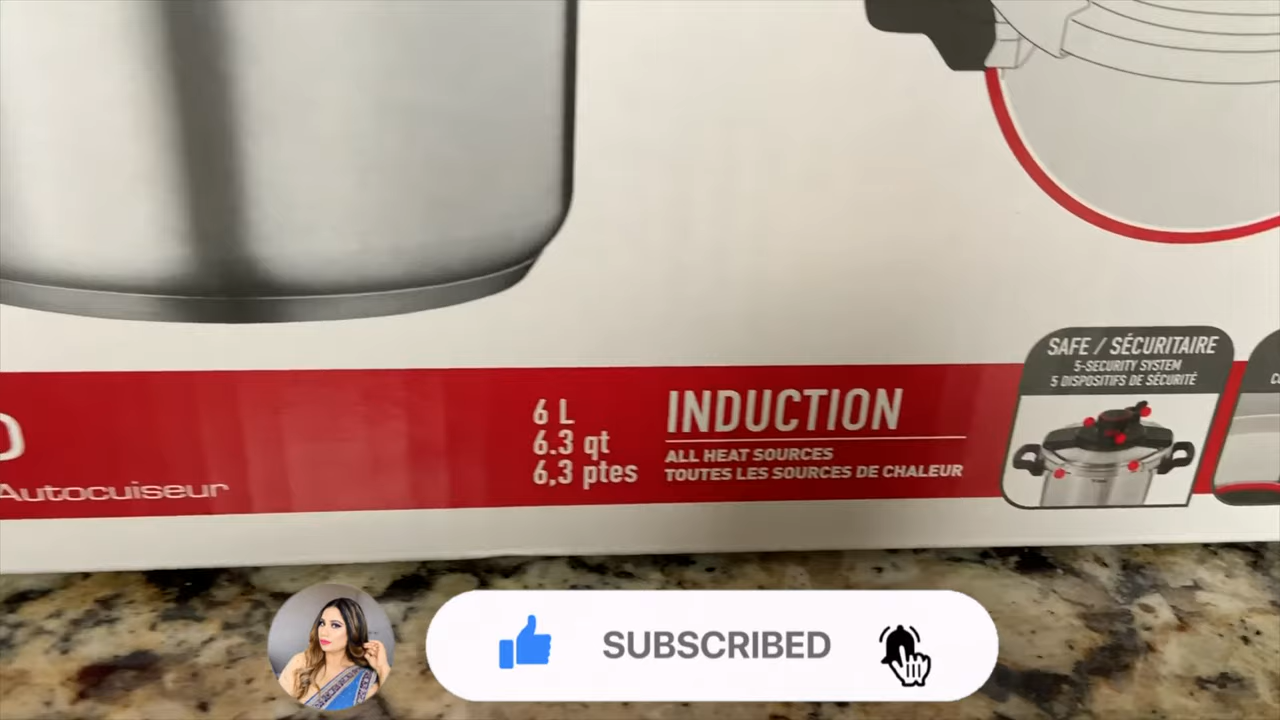 Autocuiseur
6 L
6.3 qt
6,3 ptes
INDUCTION
ALL HEAT SOURCES
TOUTES LES SOURCES DE CHALEUR
SAFE / SÉCURITAIRE
5-SECURITY SYSTEM
5 DISPOSITIFS DE SÉCURITÉ
SUBSCRIBED